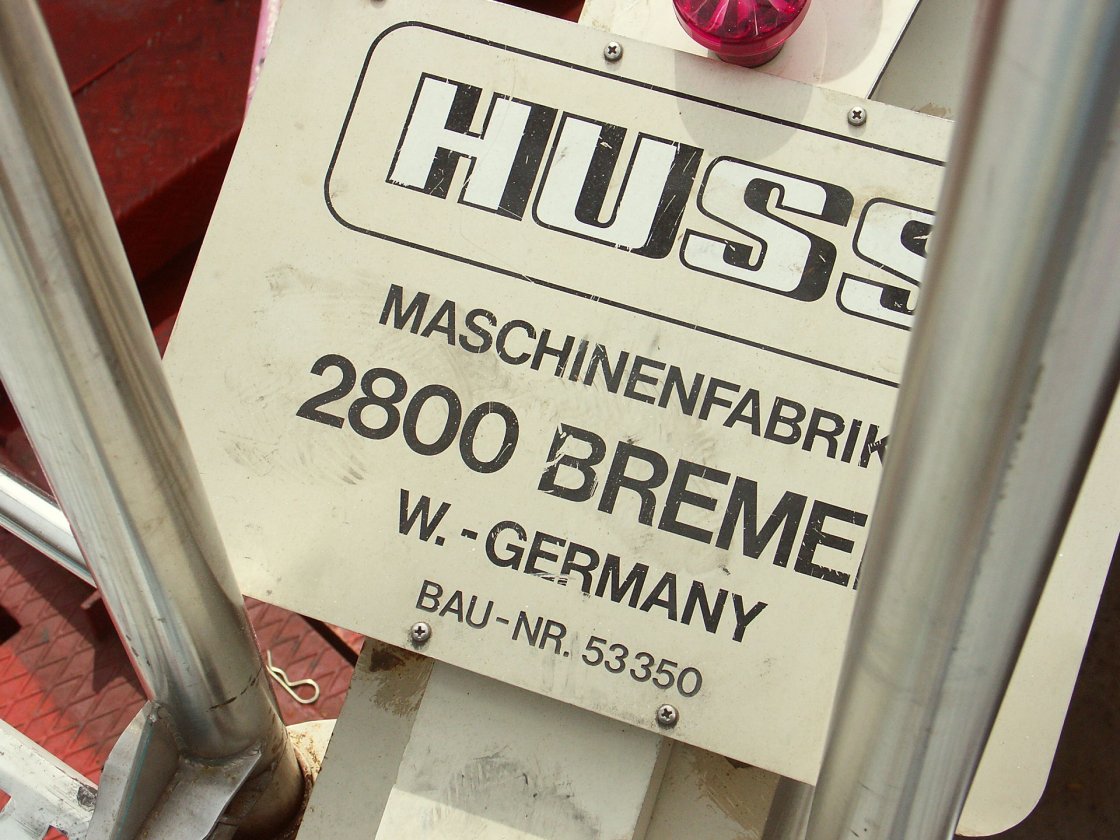 HUSS
MASCHINENFABRIK
2800 BREME
W.-GERMANY
BAU-NR. 53350